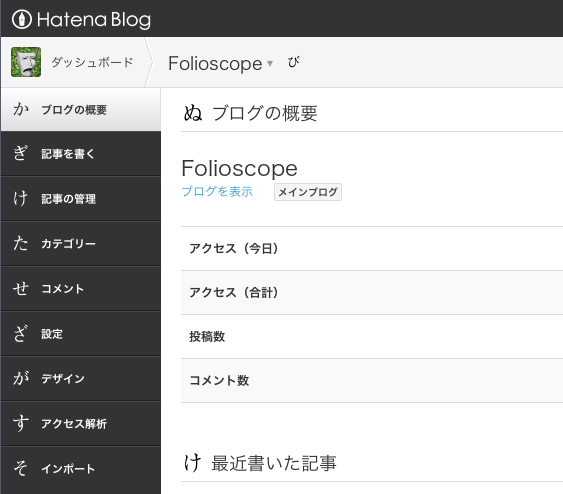 Hatena Blog
ダッシュボード Folioscope ▾ び
か ブログの概要
ぎ 記事を書く
け 記事の管理
た カテゴリー
せ コメント
ざ 設定
が デザイン
す アクセス解析
そ インポート
ぬ ブログの概要
Folioscope
ブログを表示 メインブログ
アクセス（今日）
アクセス（合計）
投稿数
コメント数
け 最近書いた記事